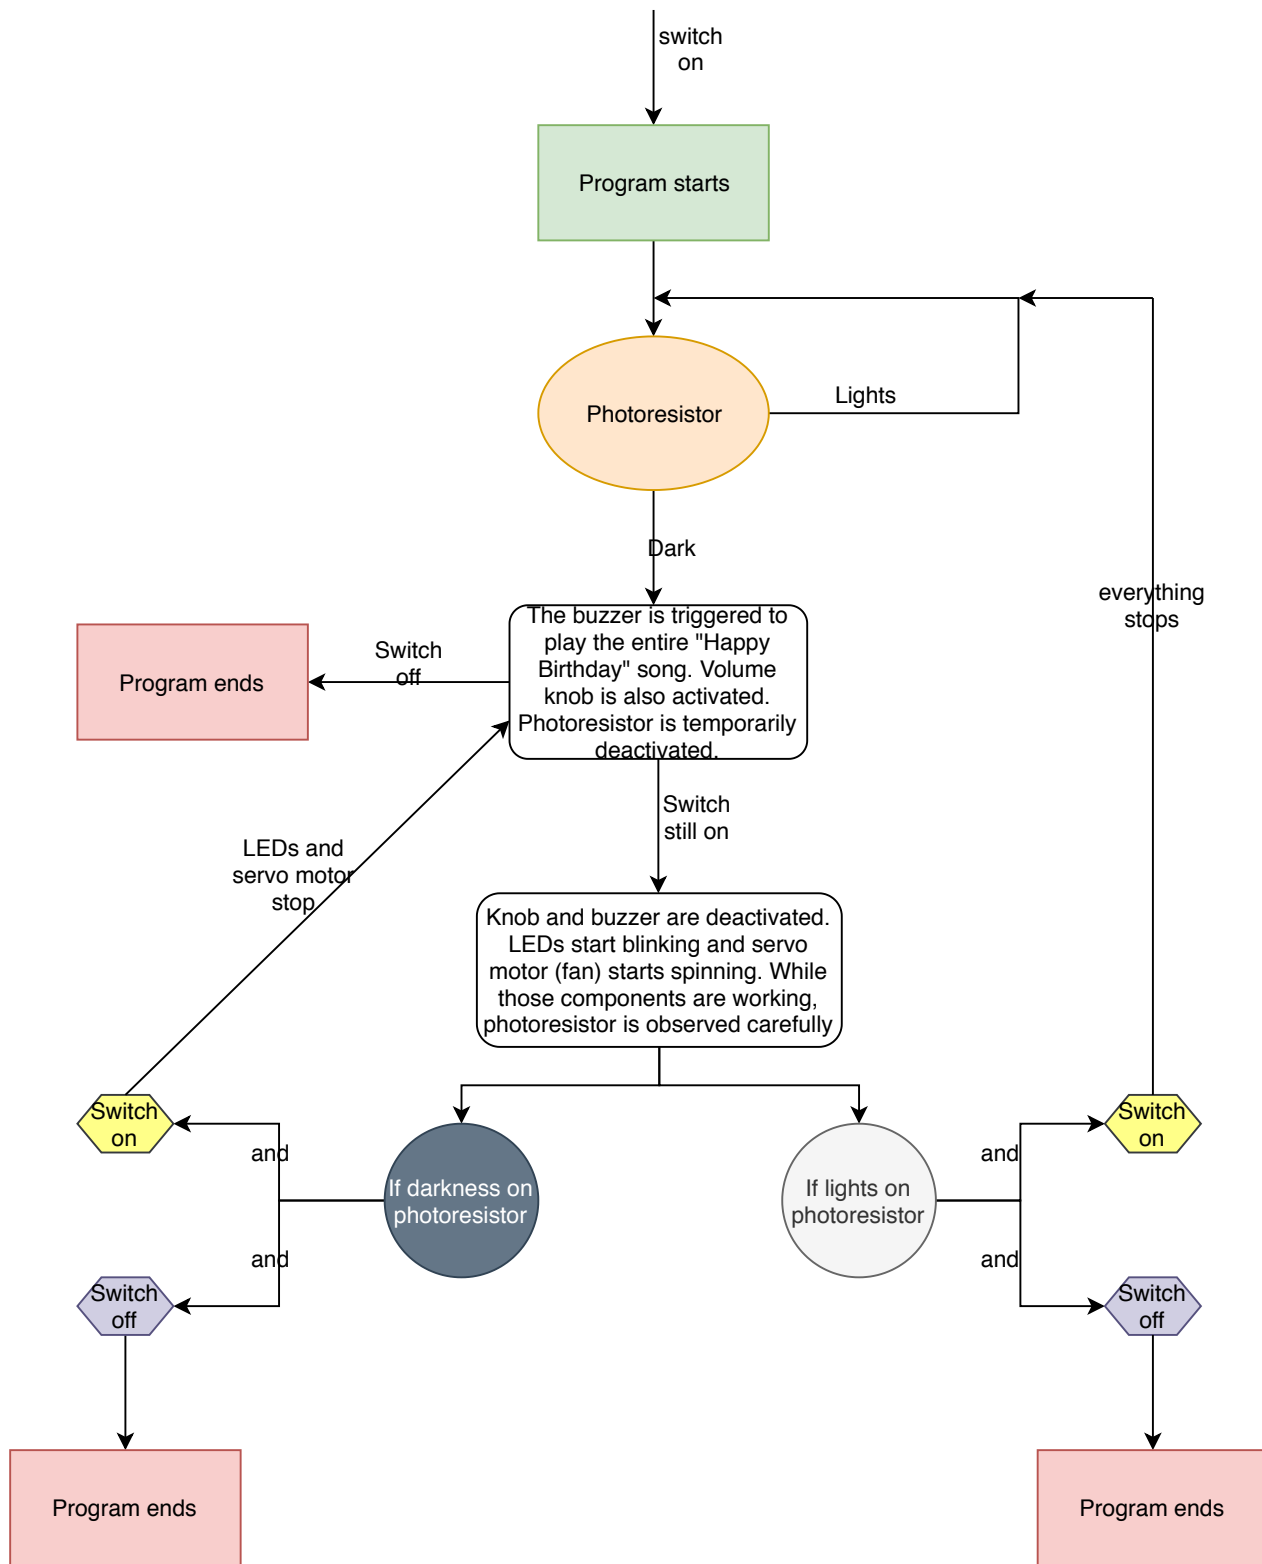 switch
on
Program starts
Photoresistor
Lights
Dark
The buzzer is triggered to
play the entire "Happy
Birthday" song. Volume
knob is also activated.
Photoresistor is temporarily
deactivated.
Switch
off
Program ends
everything
stops
Switch
still on
LEDs and
servo motor
stop
Knob and buzzer are deactivated.
LEDs start blinking and servo
motor (fan) starts spinning. While
those components are working,
photoresistor is observed carefully
Switch
on
and
If darkness on
photoresistor
and
Switch
off
Program ends
If lights on
photoresistor
and
Switch
on
and
Switch
off
Program ends